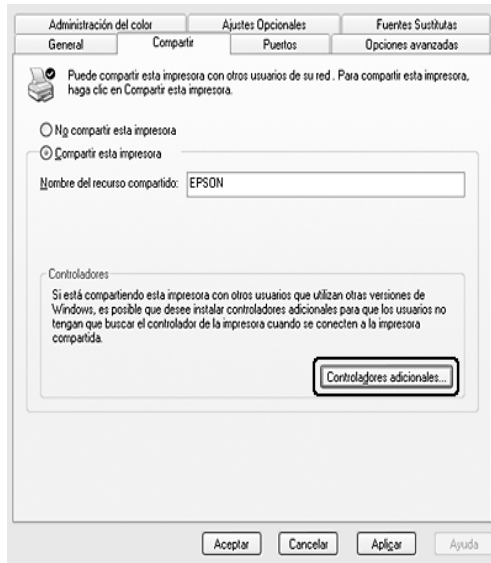 Administración del color Ajustes Opcionales Fuentes Sustitutas
General Compartir Puertos Opciones avanzadas
Puede compartir esta impresora con otros usuarios de su red . Para compartir esta impresora,
haga clic en Compartir esta impresora.
No compartir esta impresora
Compartir esta impresora
Nombre del recurso compartido: EPSON
Controladores
Si está compartiendo esta impresora con otros usuarios que utilizan otras versiones de
Windows, es posible que desee instalar controladores adicionales para que los usuarios no
tengan que buscar el controlador de la impresora cuando se conecten a la impresora
compartida.
Controladores adicionales...
Aceptar Cancelar Aplicar Ayuda